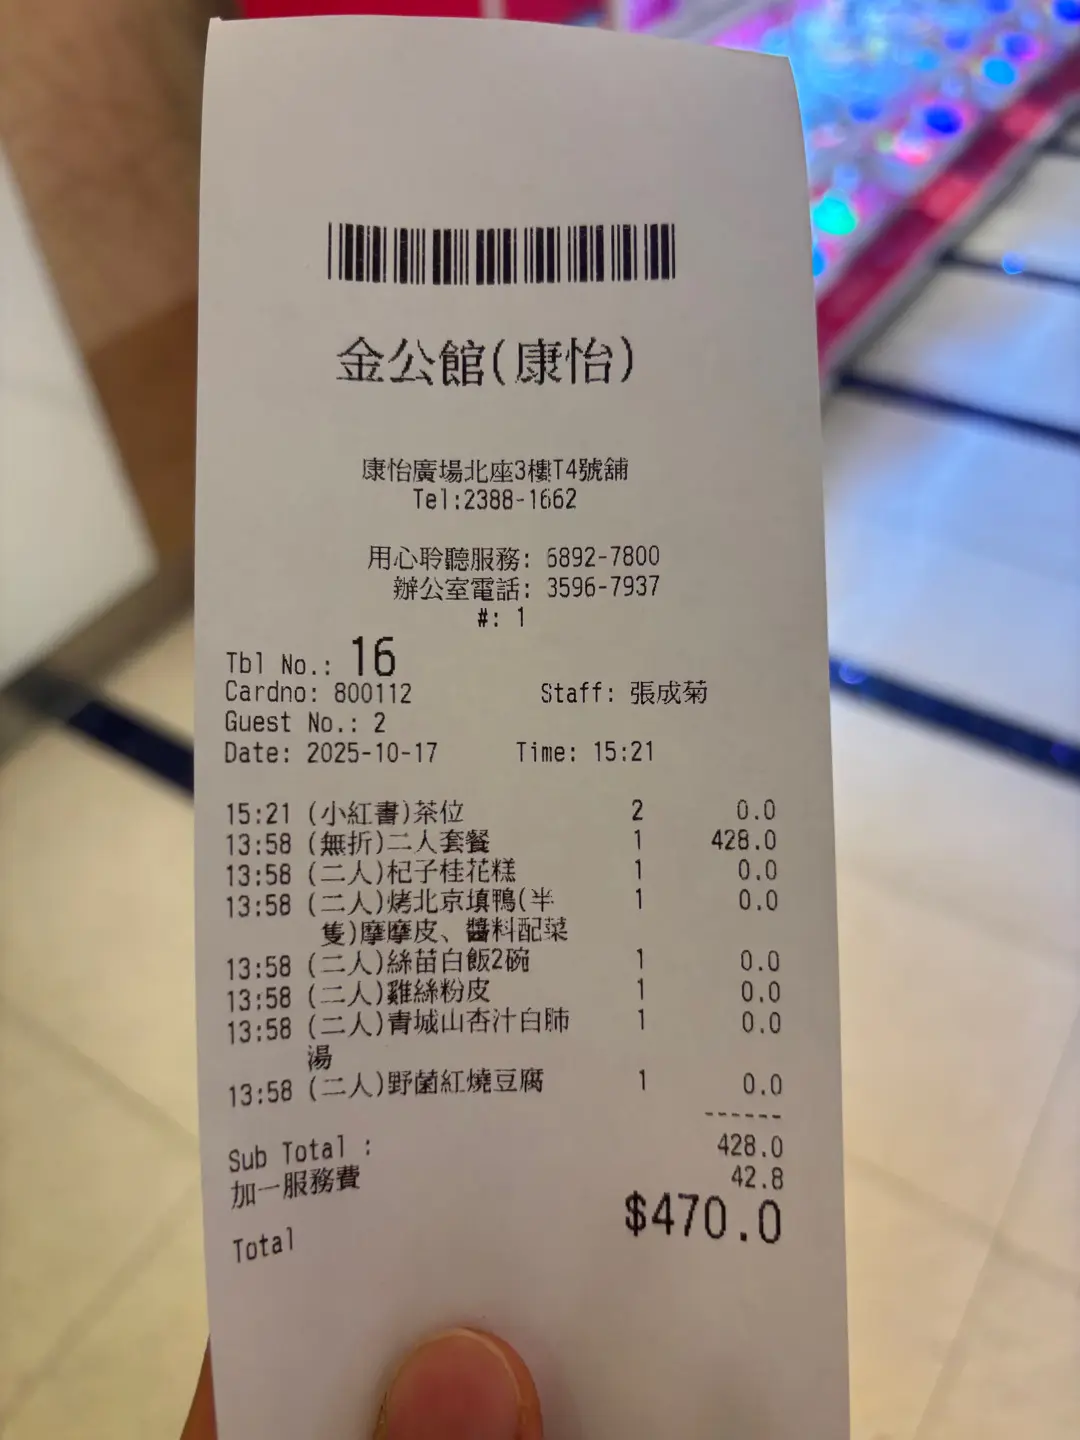 金公館(康怡)
康怡廣場北座3樓T4號舖
Tel:2388-1662
用心聆聽服務: 6892-7800
辦公室電話: 3596-7937
#: 1
Tbl No.: 16
Cardno: 800112 Staff: 張成菊
Guest No.: 2
Date: 2025-10-17 Time: 15:21
15:21 (小紅書)茶位 2 0.0
13:58 (無折)二人套餐 1 428.0
13:58 (二人)杞子桂花糕 1 0.0
13:58 (二人)烤北京填鴨(半 1 0.0
隻)摩摩皮、醬料配菜
13:58 (二人)絲苗白飯2碗 1 0.0
13:58 (二人)雞絲粉皮 1 0.0
13:58 (二人)青城山杏汁白肺 1 0.0
湯
13:58 (二人)野菌紅燒豆腐 1 0.0
------
Sub Total : 428.0
加一服務費 42.8
Total $470.0